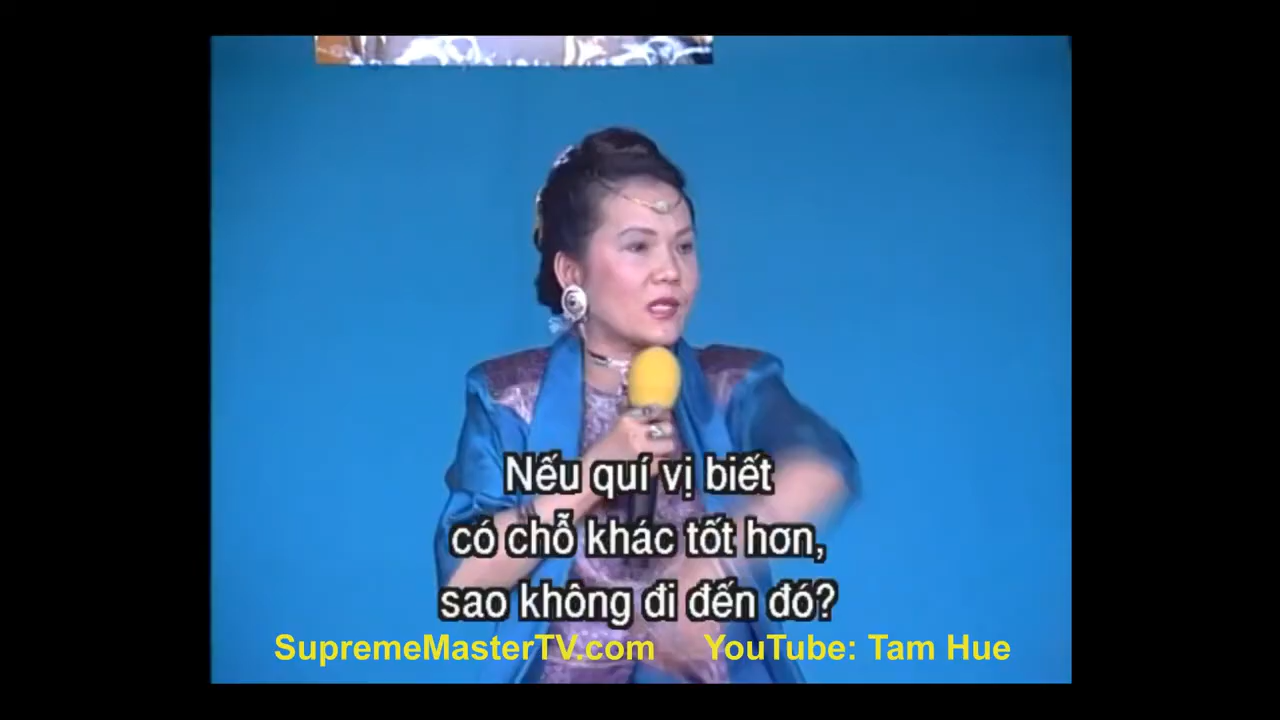 Nếu quí vị biết
có chỗ khác tốt hơn,
sao không đi đến đó?
SupremeMasterTV.com YouTube: Tam Hue